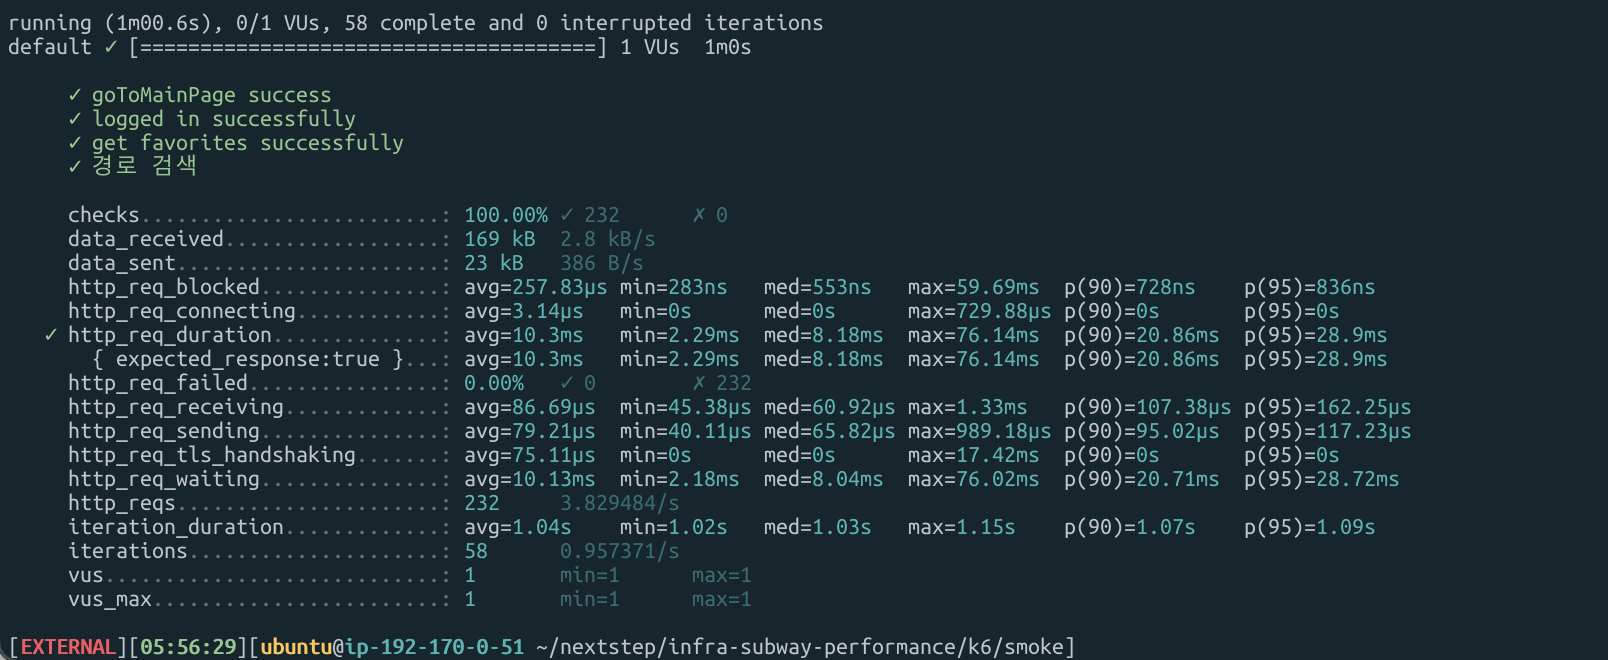 running (1m00.6s), 0/1 VUs, 58 complete and 0 interrupted iterations
default ✓ [======================================] 1 VUs  1m0s
✓ goToMainPage success
✓ logged in successfully
✓ get favorites successfully
✓ 경로 검색
checks.........................: 100.00% ✓ 232      ✗ 0
data_received..................: 169 kB  2.8 kB/s
data_sent......................: 23 kB   386 B/s
http_req_blocked...............: avg=257.83µs min=283ns   med=553ns   max=59.69ms  p(90)=728ns    p(95)=836ns
http_req_connecting............: avg=3.14µs   min=0s      med=0s      max=729.88µs p(90)=0s       p(95)=0s
✓ http_req_duration..............: avg=10.3ms   min=2.29ms  med=8.18ms  max=76.14ms  p(90)=20.86ms  p(95)=28.9ms
{ expected_response:true }...: avg=10.3ms   min=2.29ms  med=8.18ms  max=76.14ms  p(90)=20.86ms  p(95)=28.9ms
http_req_failed................: 0.00%   ✓ 0        ✗ 232
http_req_receiving.............: avg=86.69µs  min=45.38µs med=60.92µs max=1.33ms   p(90)=107.38µs p(95)=162.25µs
http_req_sending...............: avg=79.21µs  min=40.11µs med=65.82µs max=989.18µs p(90)=95.02µs  p(95)=117.23µs
http_req_tls_handshaking.......: avg=75.11µs  min=0s      med=0s      max=17.42ms  p(90)=0s       p(95)=0s
http_req_waiting...............: avg=10.13ms  min=2.18ms  med=8.04ms  max=76.02ms  p(90)=20.71ms  p(95)=28.72ms
http_reqs......................: 232     3.829484/s
iteration_duration.............: avg=1.04s    min=1.02s   med=1.03s   max=1.15s    p(90)=1.07s    p(95)=1.09s
iterations.....................: 58      0.957371/s
vus............................: 1       min=1      max=1
vus_max........................: 1       min=1      max=1
[EXTERNAL][05:56:29][ubuntu@ip-192-170-0-51 ~/nextstep/infra-subway-performance/k6/smoke]